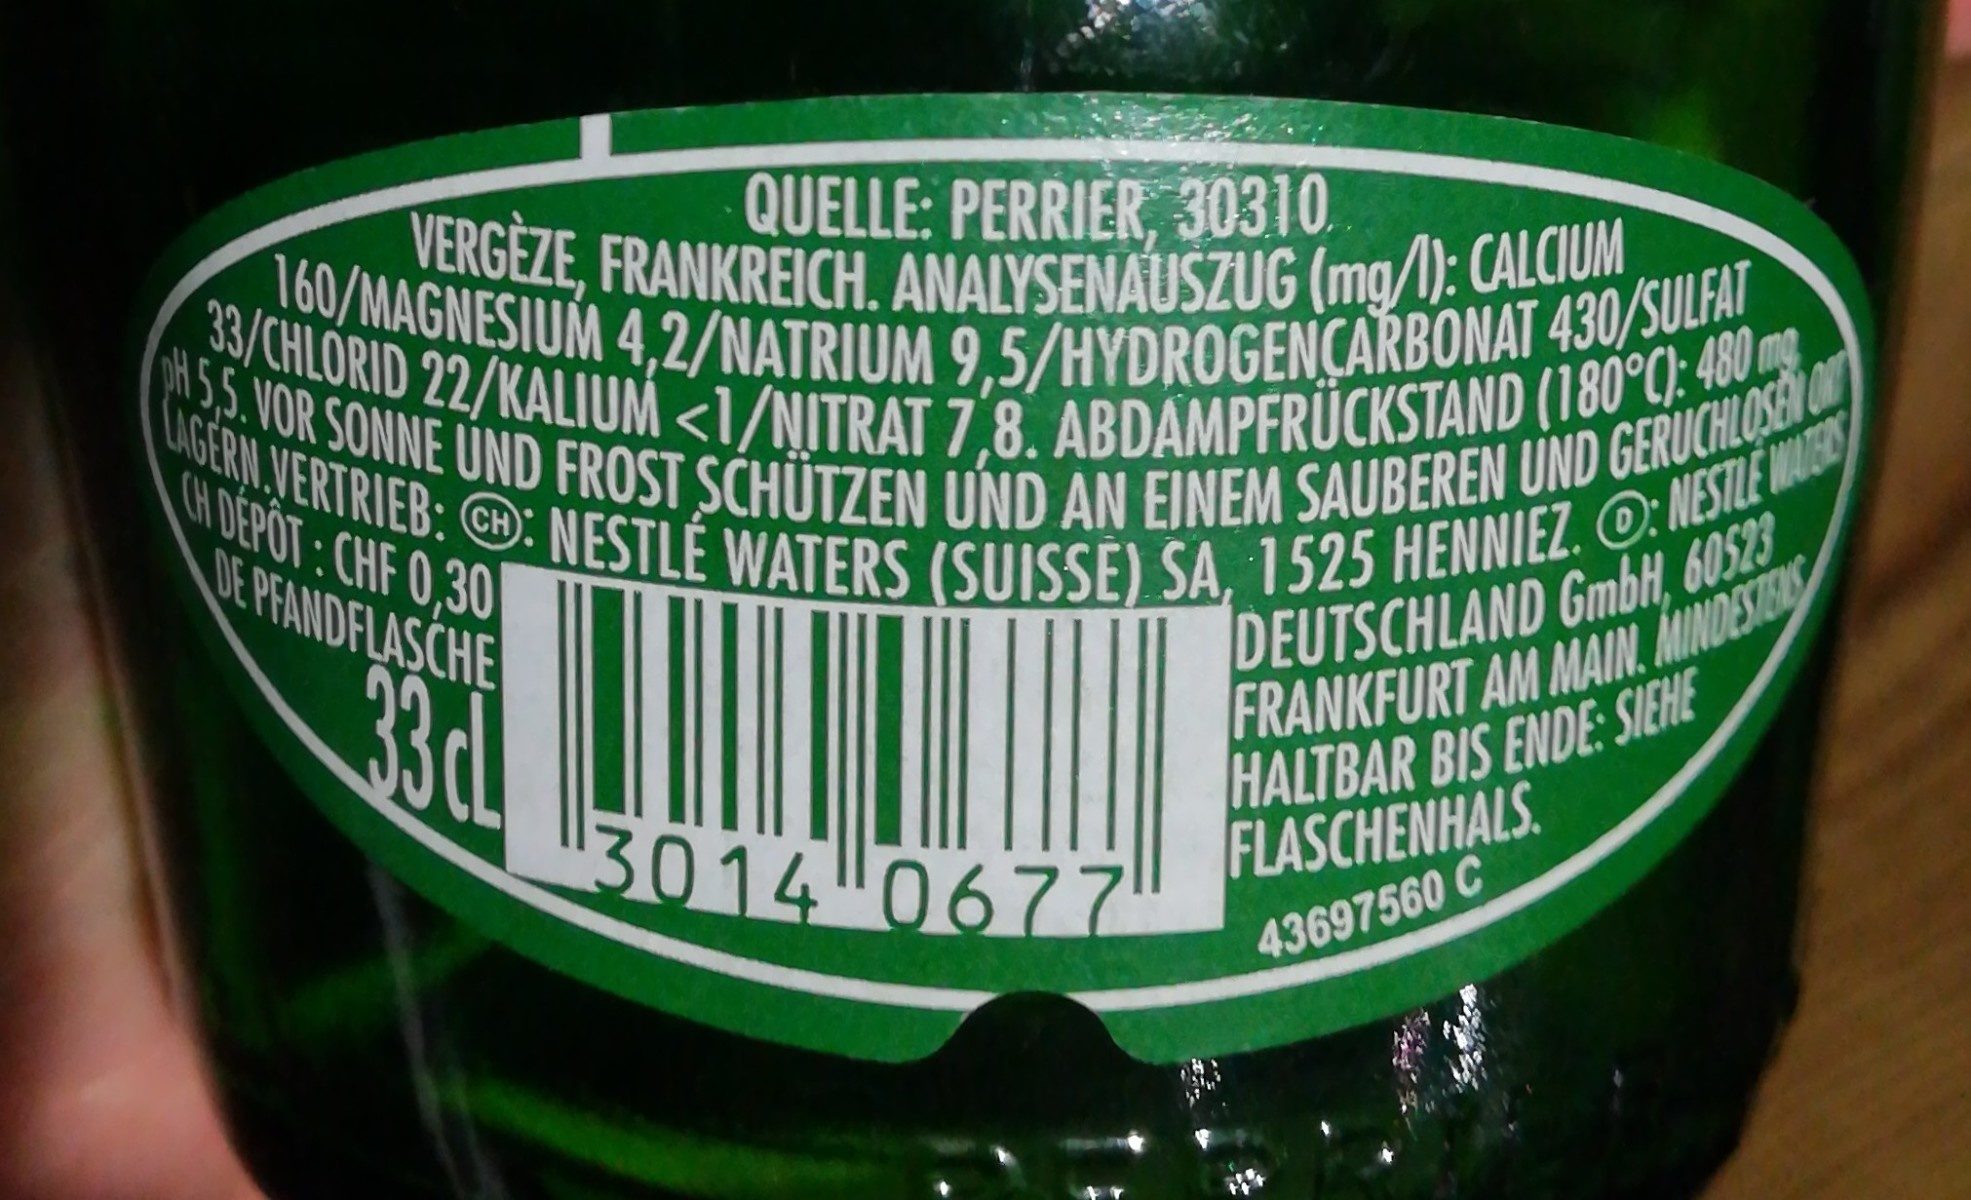 QUELLE: PERRIER, 30310
VERGÈZE, FRANKREICH. ANALYSENAUSZUG (mg/l): CALCIUM
160/MAGNESIUM 4,2/NATRIUM 9,5/HYDROGENCARBONAT 430/SULFAT
33/CHLORID 22/KALIUM <1/NITRAT 7,8. ABDAMPFRÜCKSTAND (180°C): 480 mg.
pH 5,5. VOR SONNE UND FROST SCHÜTZEN UND AN EINEM SAUBEREN UND GERUCHLOSEN ORT
LAGERN.VERTRIEB: CH: NESTLÉ WATERS (SUISSE) SA, 1525 HENNIEZ. D: NESTLÉ WATERS
CH DÉPÔT : CHF 0,30
DE PFANDFLASCHE
33 cL
DEUTSCHLAND GmbH, 60523
FRANKFURT AM MAIN. MINDESTENS
HALTBAR BIS ENDE: SIEHE
FLASCHENHALS.
3014 0677
43697560 C